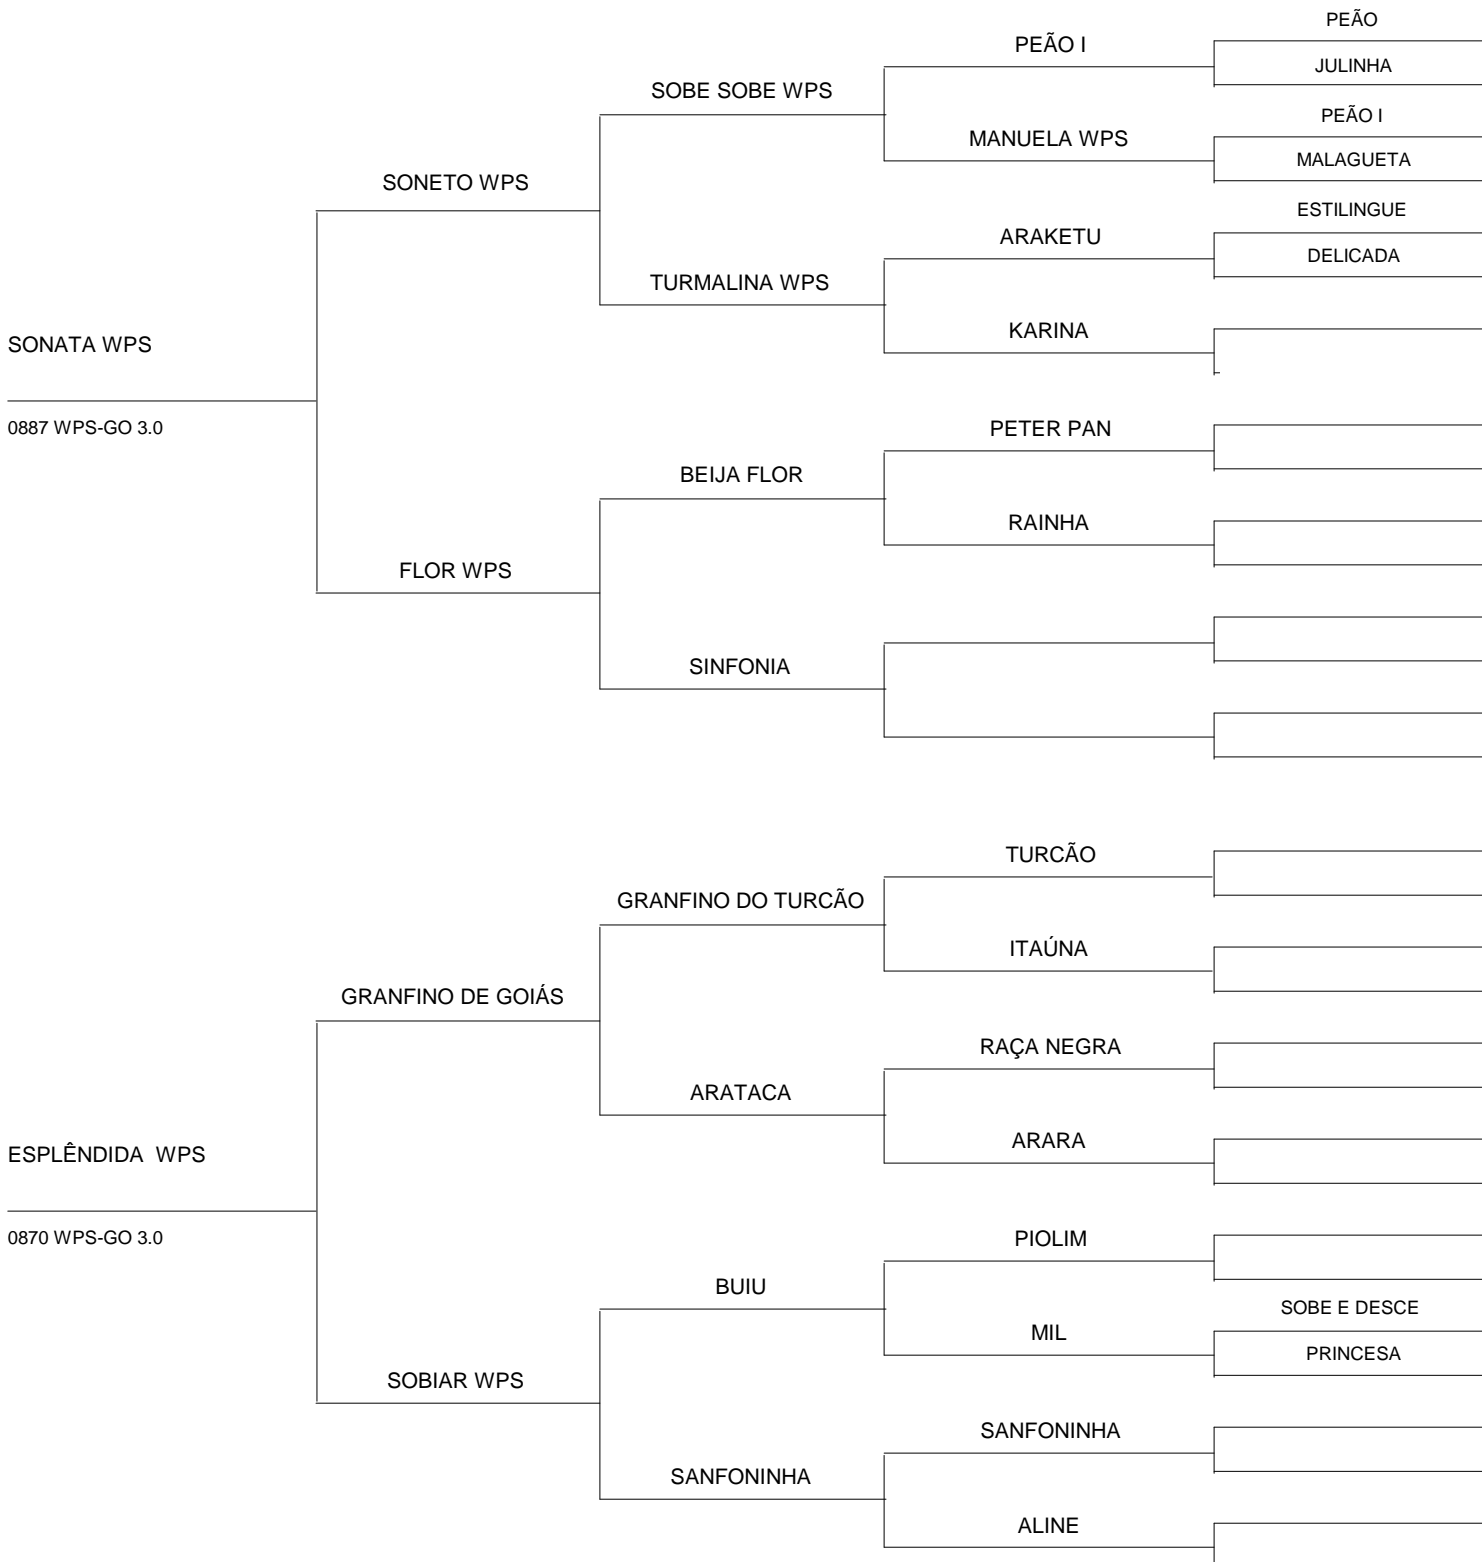 PEÃO
PEÃO I
JULINHA
SOBE SOBE WPS
PEÃO I
MANUELA WPS
MALAGUETA
SONETO WPS
ESTILINGUE
ARAKETU
DELICADA
TURMALINA WPS
KARINA
SONATA WPS
0887 WPS-GO 3.0
PETER PAN
BEIJA FLOR
RAINHA
FLOR WPS
SINFONIA
TURCÃO
GRANFINO DO TURCÃO
ITAÚNA
GRANFINO DE GOIÁS
RAÇA NEGRA
ARATACA
ARARA
ESPLÊNDIDA WPS
0870 WPS-GO 3.0
PIOLIM
BUIU
SOBE E DESCE
MIL
PRINCESA
SOBIAR WPS
SANFONINHA
SANFONINHA
ALINE